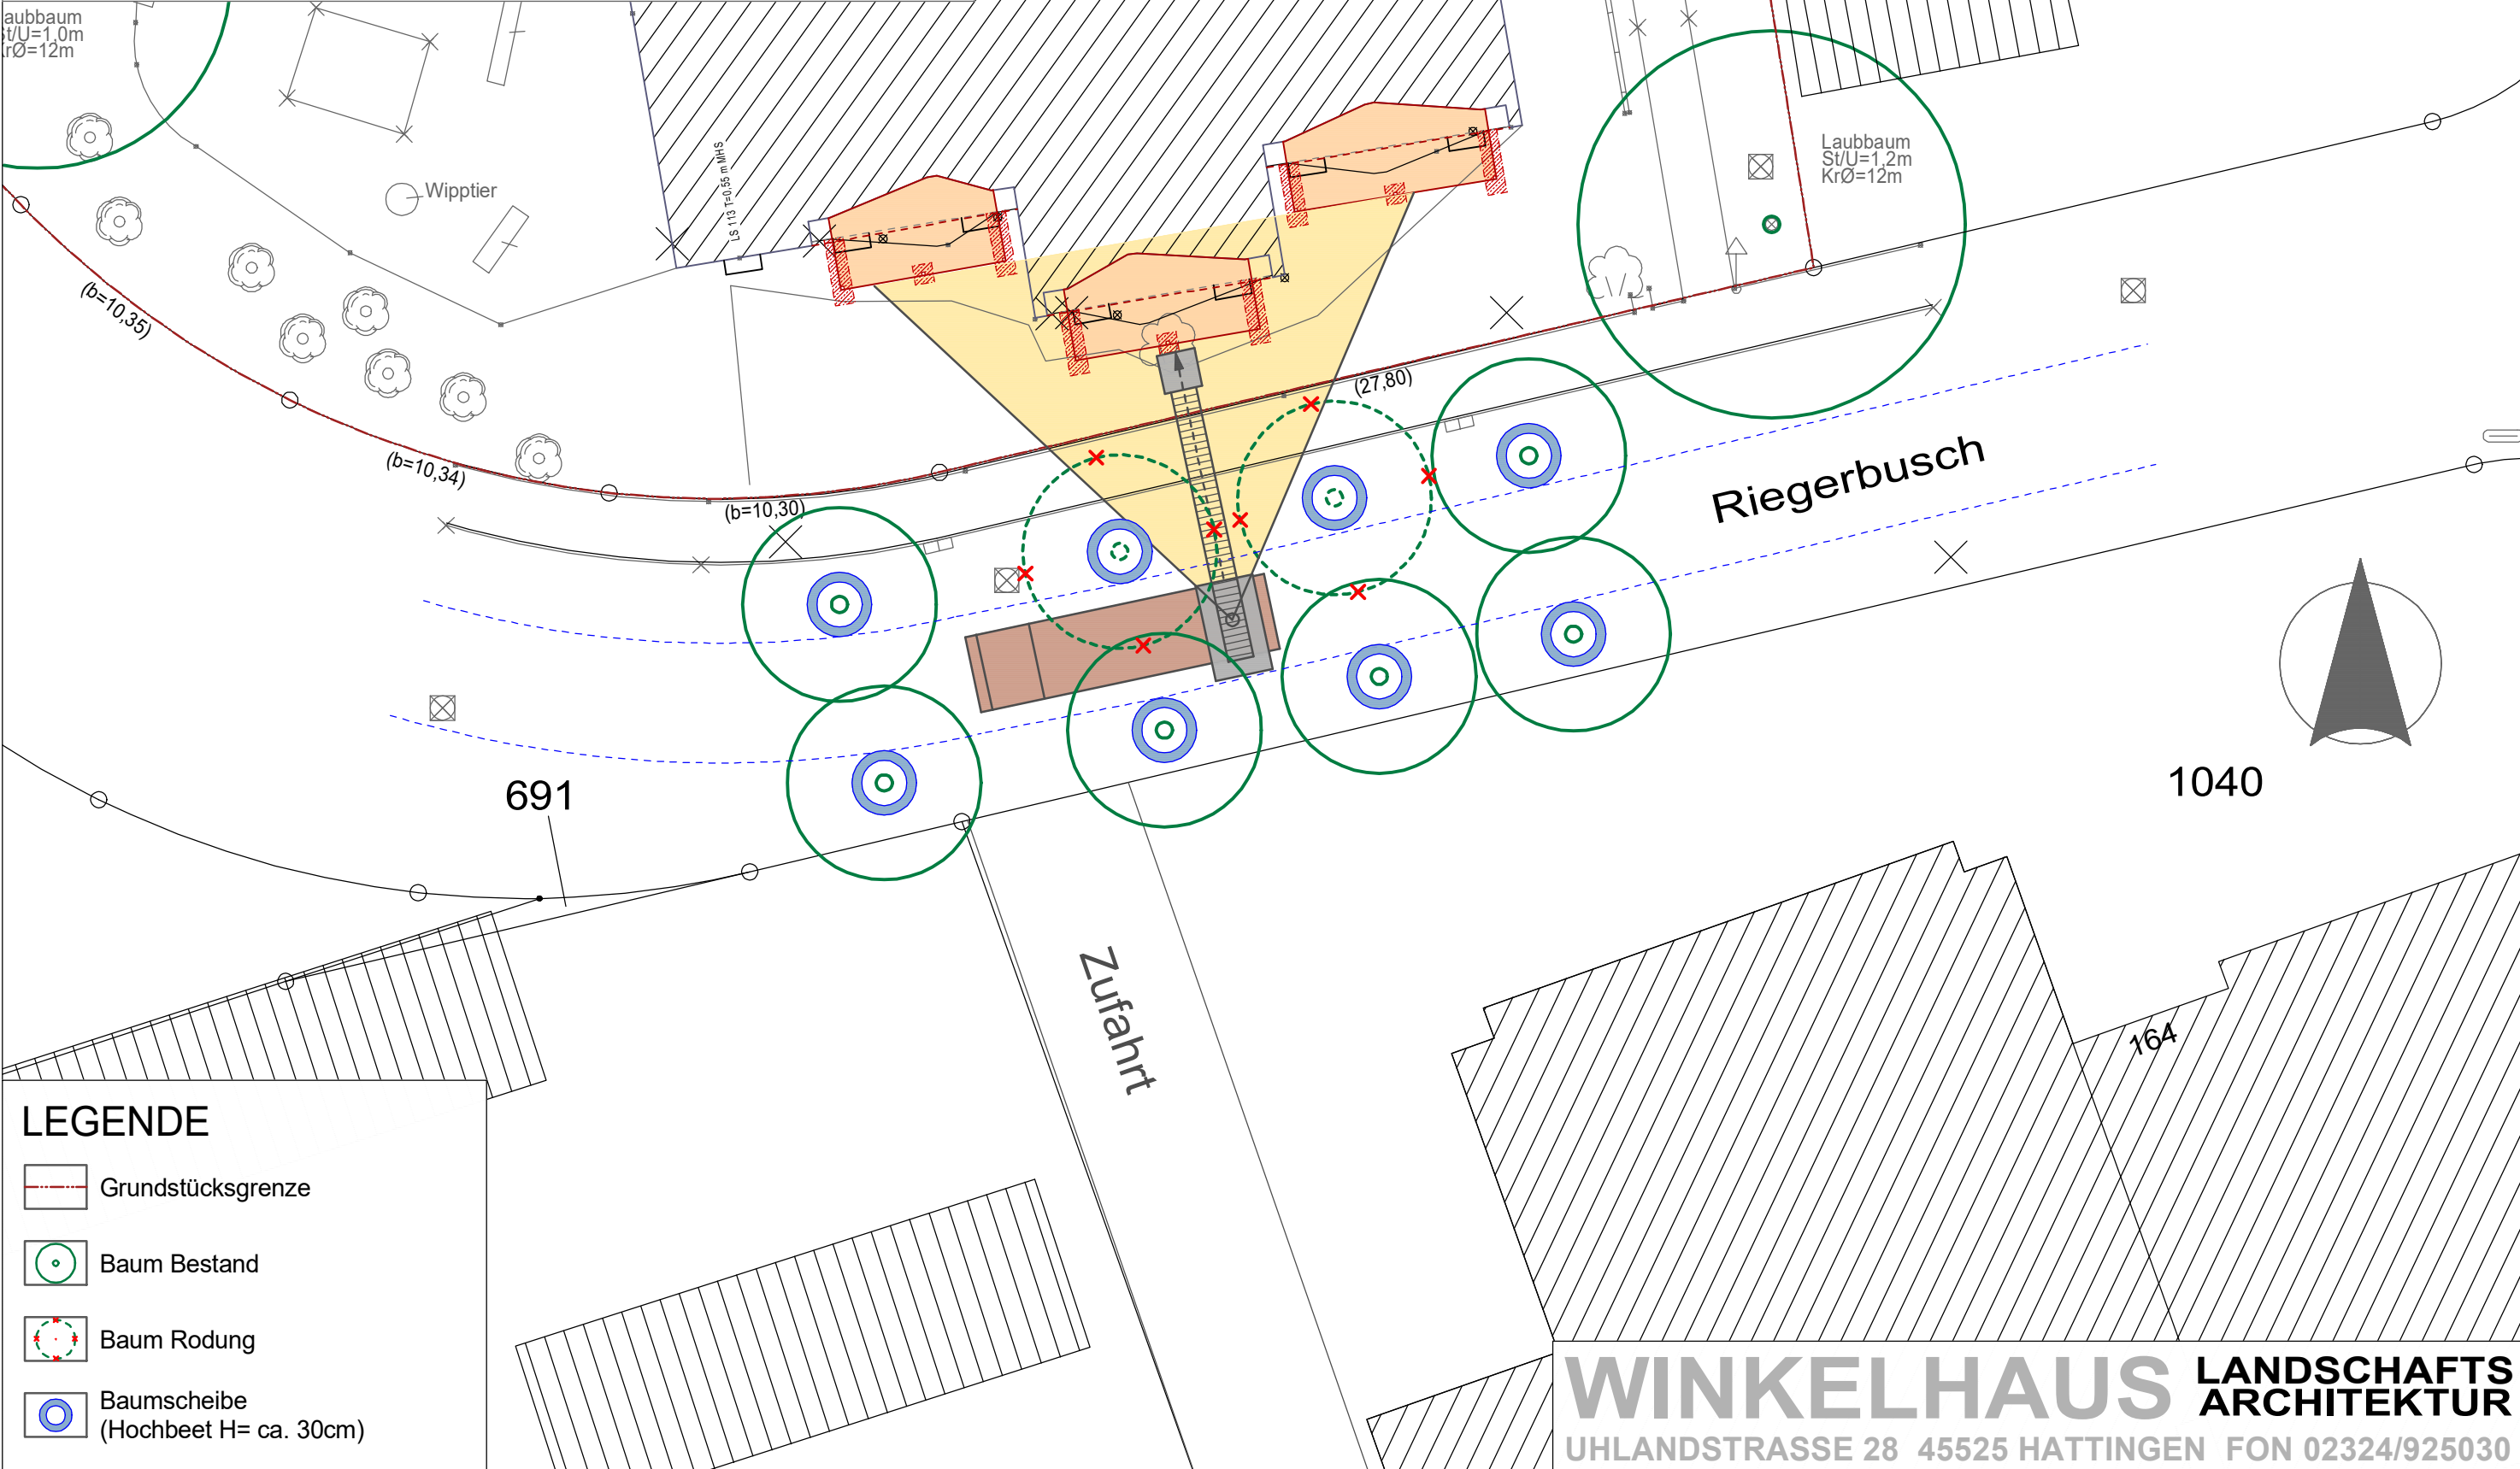 aubbaum
St/U=1,0m
KrØ=12m
Wipptier
LS 113 T=0,55 m MHS
Laubbaum
St/U=1,2m
KrØ=12m
(b=10,35)
(b=10,34)
(b=10,30)
(27,80)
Riegerbusch
691
1040
Zufahrt
164
LEGENDE
Grundstücksgrenze
Baum Bestand
Baum Rodung
Baumscheibe
(Hochbeet H= ca. 30cm)
WINKELHAUS LANDSCHAFTS
ARCHITEKTUR
UHLANDSTRASSE 28 45525 HATTINGEN FON 02324/925030